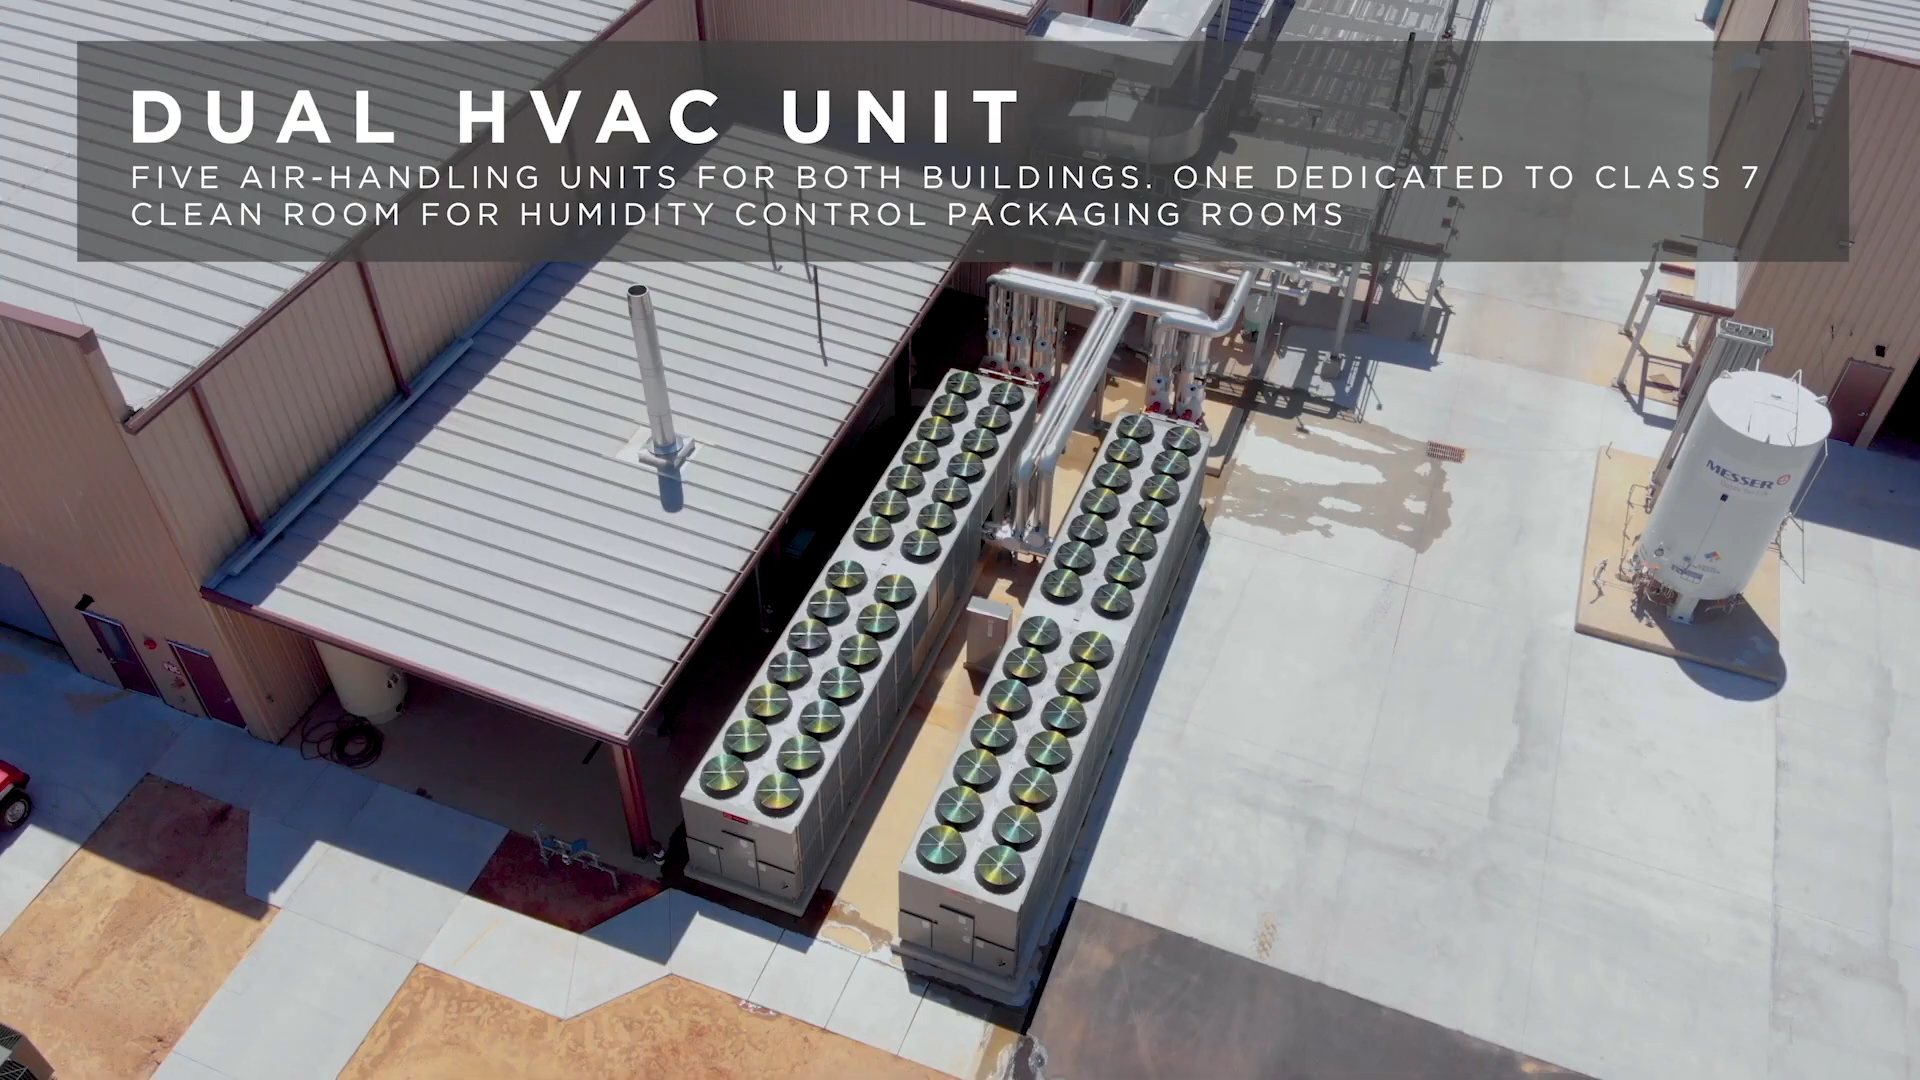 DUAL HVAC UNIT
FIVE AIR-HANDLING UNITS FOR BOTH BUILDINGS. ONE DEDICATED TO CLASS 7
CLEAN ROOM FOR HUMIDITY CONTROL PACKAGING ROOMS
MESSER